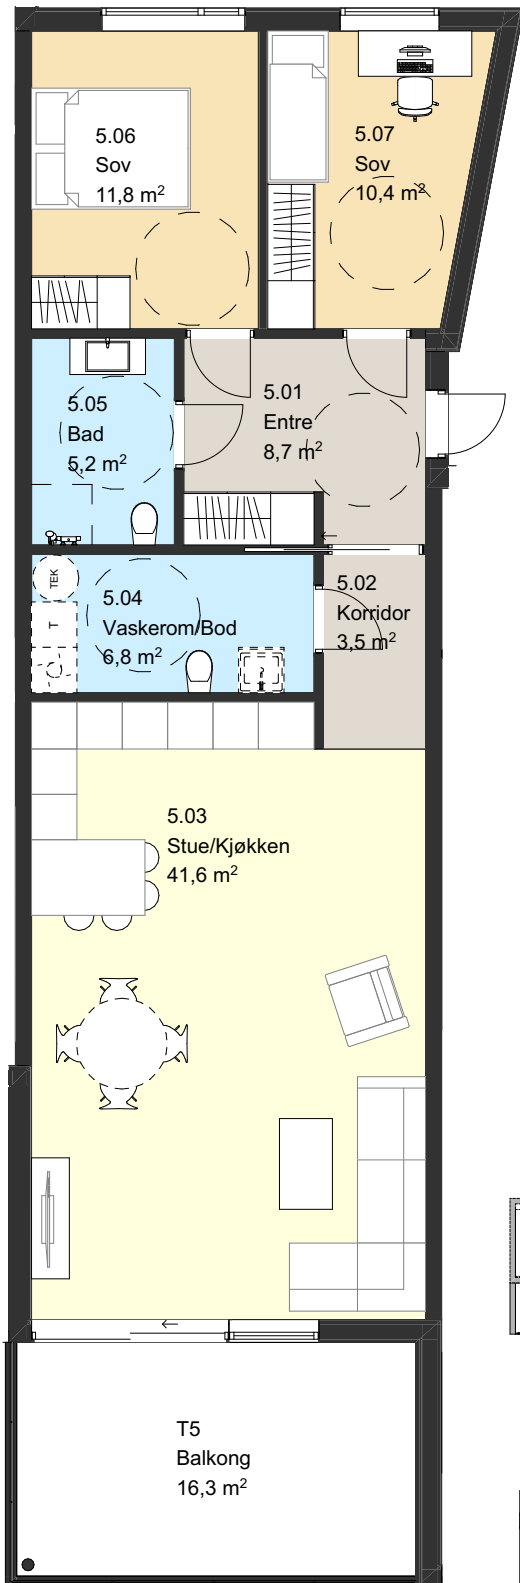 5.06
Sov
11,8 m²
5.07
Sov
10,4 m²
5.05
Bad
5,2 m²
5.01
Entre
8,7 m²
TEK
T
5.04
Vaskerom/Bod
6,8 m²
5.02
Korridor
3,5 m²
5.03
Stue/Kjøkken
41,6 m²
T5
Balkong
16,3 m²